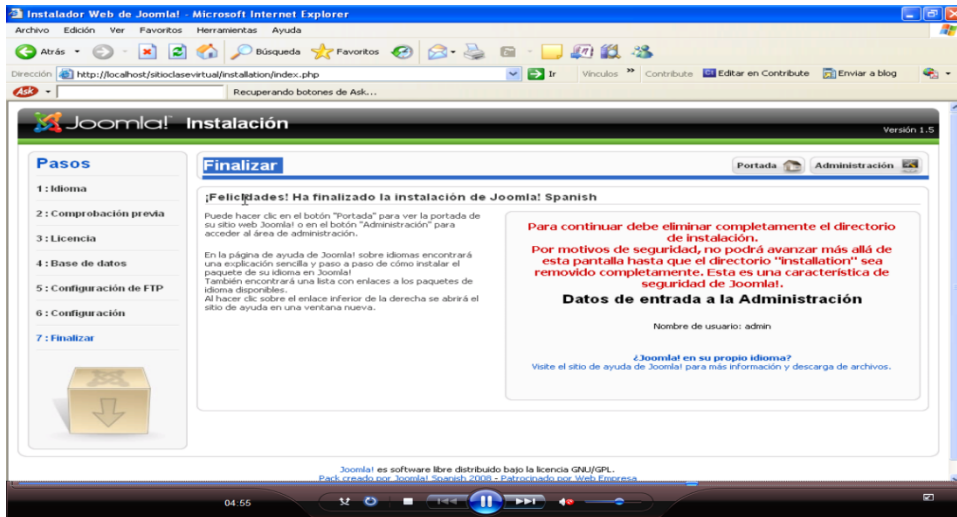 Instalador Web de Joomla! - Microsoft Internet Explorer
Archivo Edición Ver Favoritos Herramientas Ayuda
Atrás Búsqueda Favoritos
Dirección http://localhost/sitioclasevirtual/installation/index.php Ir Vínculos » Contribute Editar en Contribute Enviar a blog
Ask Recuperando botones de Ask...
Joomla! Instalación
Versión 1.5
Pasos
1 : Idioma
2 : Comprobación previa
3 : Licencia
4 : Base de datos
5 : Configuración de FTP
6 : Configuración
7 : Finalizar
Finalizar
Portada Administración
¡Felicidades! Ha finalizado la instalación de Joomla! Spanish
Puede hacer clic en el botón "Portada" para ver la portada de
su sitio web Joomla! o en el botón "Administración" para
acceder al área de administración.
En la página de ayuda de Joomla! sobre idiomas encontrará
una explicación sencilla y paso a paso de cómo instalar el
paquete de su idioma en Joomla!
También encontrará una lista con enlaces a los paquetes de
idioma disponibles.
Al hacer clic sobre el enlace inferior de la derecha se abrirá el
sitio de ayuda en una ventana nueva.
Para continuar debe eliminar completamente el directorio
de instalación.
Por motivos de seguridad, no podrá avanzar más allá de
esta pantalla hasta que el directorio "installation" sea
removido completamente. Esta es una característica de
seguridad de Joomla!.
Datos de entrada a la Administración
Nombre de usuario: admin
¿Joomla! en su propio idioma?
Visite el sitio de ayuda de Joomla! para más información y descarga de archivos.
Joomla! es software libre distribuido bajo la licencia GNU/GPL.
Pack creado por Joomla! Spanish 2008 - Patrocinado por Web Empresa
04:55